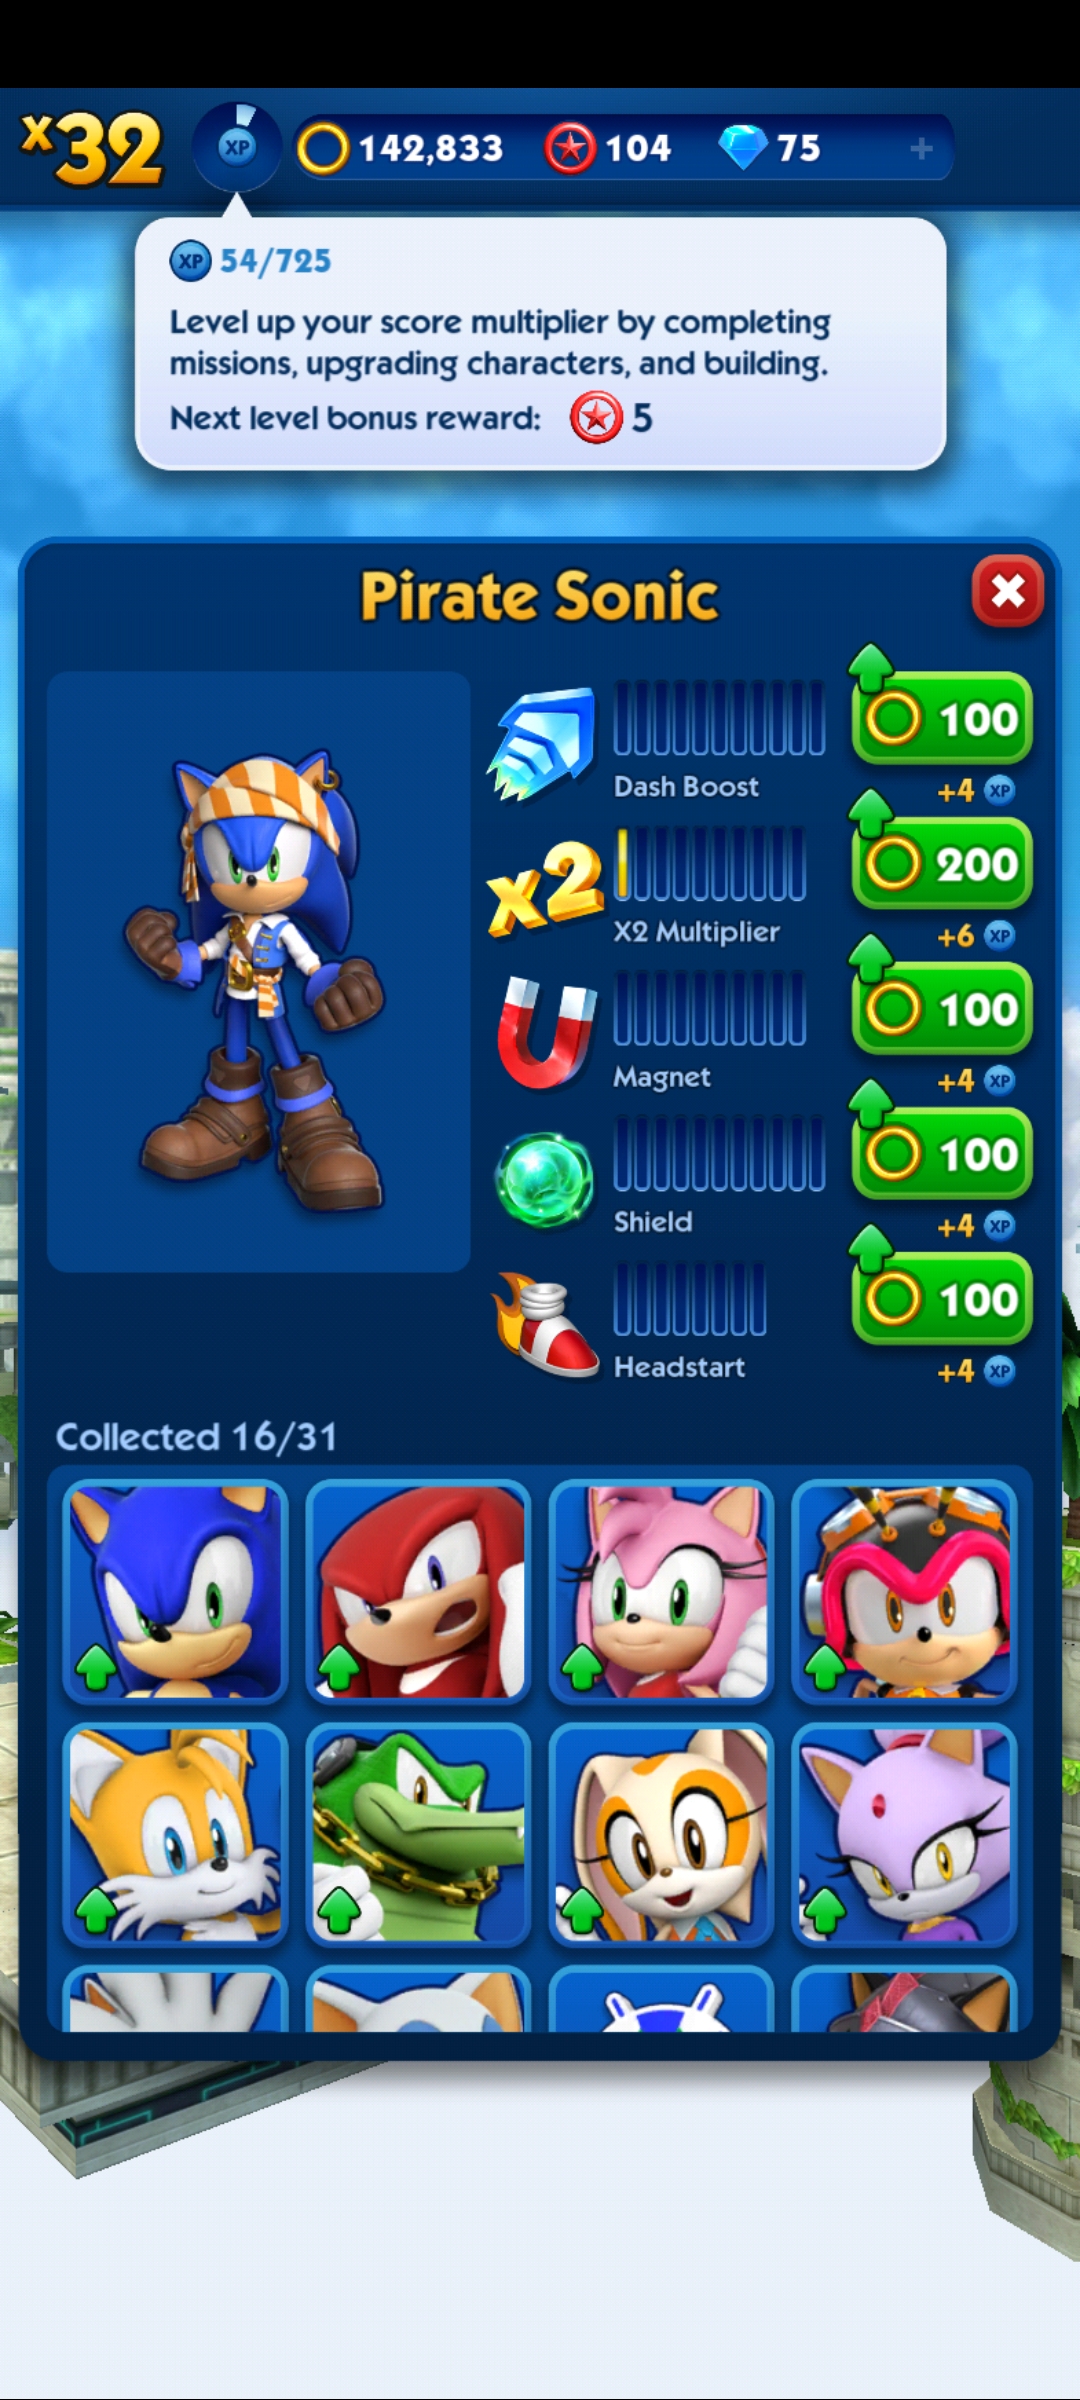 x32 XP 142,833 104 75 +
XP 54/725
Level up your score multiplier by completing
missions, upgrading characters, and building.
Next level bonus reward: 5
Pirate Sonic
100
Dash Boost
+4 XP
x2 200
X2 Multiplier
+6 XP
100
Magnet
+4 XP
100
Shield
+4 XP
100
Headstart
+4 XP
Collected 16/31